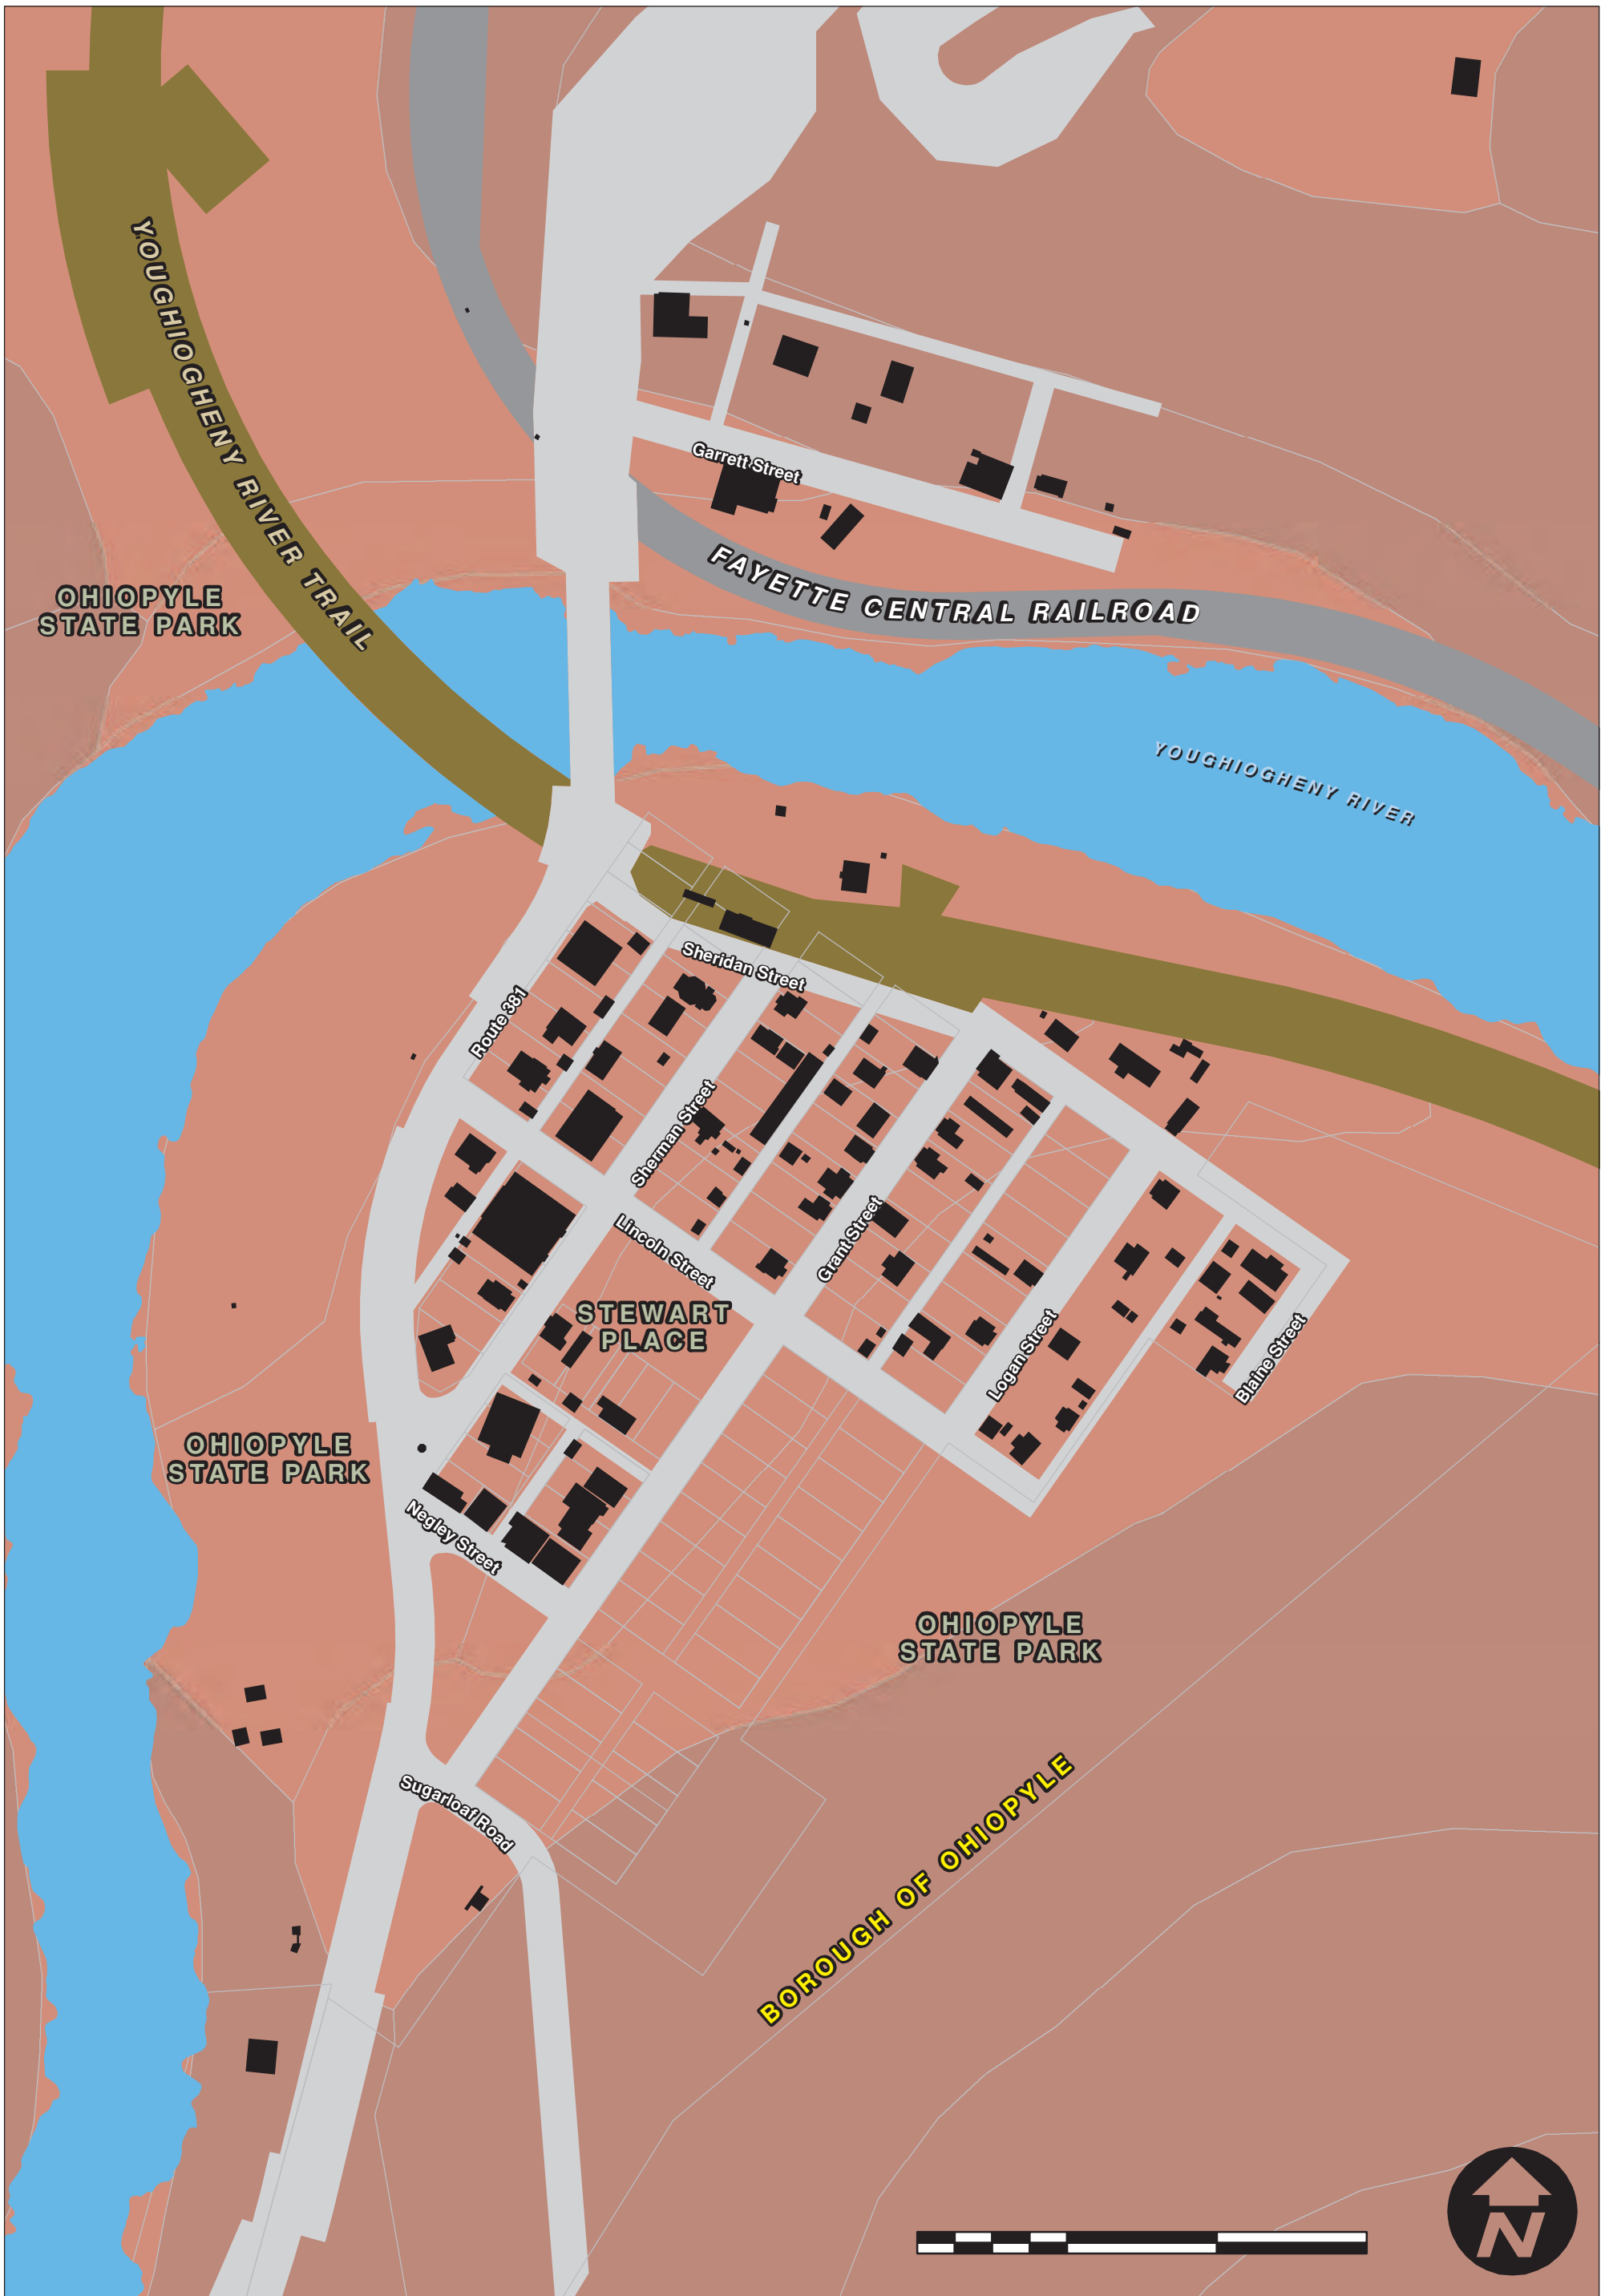 YOUGHIOGHENY RIVER TRAIL
Garrett Street
FAYETTE CENTRAL RAILROAD
OHIOPYLE
STATE PARK
YOUGHIOGHENY RIVER
Sheridan Street
Route 381
Sherman Street
Lincoln Street
Grant Street
STEWART
PLACE
Logan Street
Blaine Street
OHIOPYLE
STATE PARK
Negley Street
OHIOPYLE
STATE PARK
Sugarloaf Road
BOROUGH OF OHIOPYLE
N